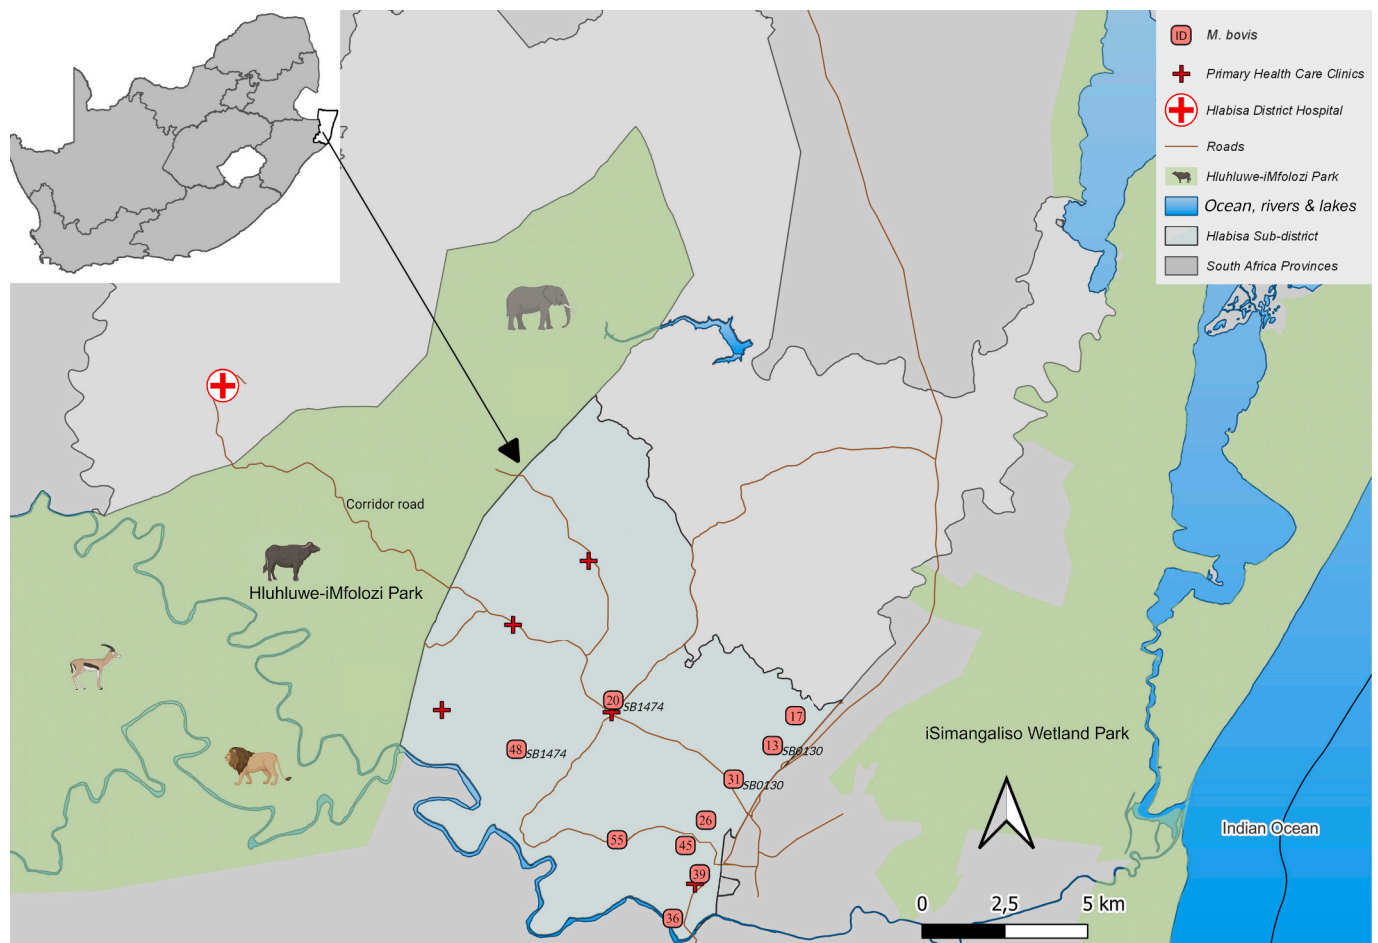 ID
M. bovis
Primary Health Care Clinics
Hlabisa District Hospital
Roads
Hluhluwe-iMfolozi Park
Ocean, rivers & lakes
Hlabisa Sub-district
South Africa Provinces
Corridor road
Hluhluwe-iMfolozi Park
20
SB1474
17
iSimangaliso Wetland Park
13
SB0130
48
SB1474
31
SB0130
26
Indian Ocean
55
45
39
36
0 2,5 5 km